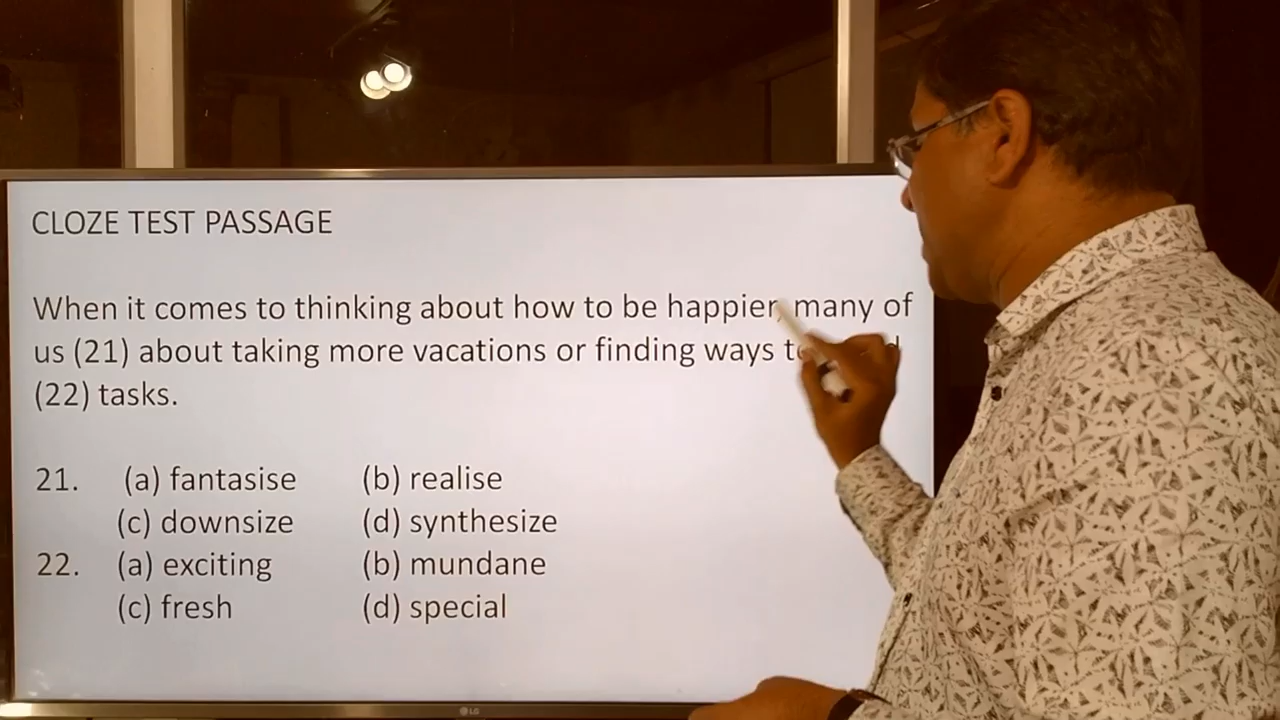 CLOZE TEST PASSAGE
When it comes to thinking about how to be happier, many of
us (21) about taking more vacations or finding ways
(22) tasks.
21. (a) fantasise (b) realise
(c) downsize (d) synthesize
22. (a) exciting (b) mundane
(c) fresh (d) special
LG